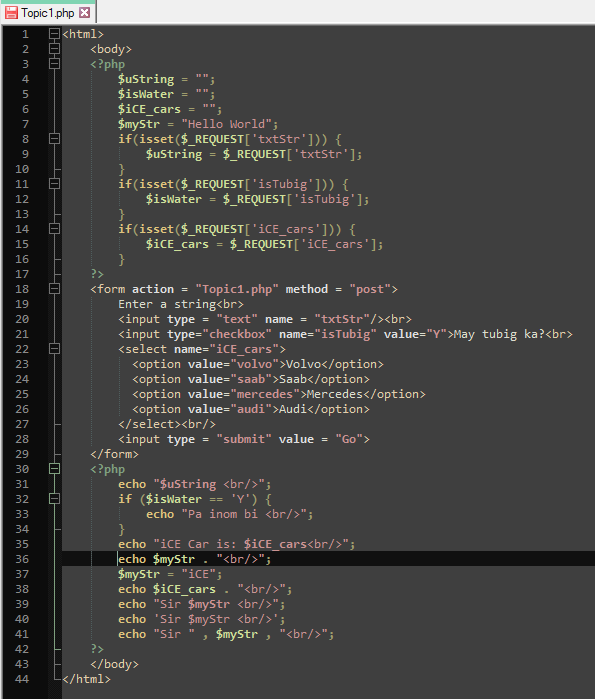 Topic1.php
1 <html>
2 <body>
3 <?php
4 $uString = "";
5 $isWater = "";
6 $iCE_cars = "";
7 $myStr = "Hello World";
8 if(isset($_REQUEST['txtStr'])) {
9 $uString = $_REQUEST['txtStr'];
10 }
11 if(isset($_REQUEST['isTubig'])) {
12 $isWater = $_REQUEST['isTubig'];
13 }
14 if(isset($_REQUEST['iCE_cars'])) {
15 $iCE_cars = $_REQUEST['iCE_cars'];
16 }
17 ?>
18 <form action = "Topic1.php" method = "post">
19 Enter a string<br>
20 <input type = "text" name = "txtStr"/><br>
21 <input type="checkbox" name="isTubig" value="Y">May tubig ka?<br>
22 <select name="iCE_cars">
23 <option value="volvo">Volvo</option>
24 <option value="saab">Saab</option>
25 <option value="mercedes">Mercedes</option>
26 <option value="audi">Audi</option>
27 </select><br/>
28 <input type = "submit" value = "Go">
29 </form>
30 <?php
31 echo "$uString <br/>";
32 if ($isWater == 'Y') {
33 echo "Pa inom bi <br/>";
34 }
35 echo "iCE Car is: $iCE_cars<br/>";
36 echo $myStr . "<br/>";
37 $myStr = "iCE";
38 echo $iCE_cars . "<br/>";
39 echo "Sir $myStr <br/>";
40 echo 'Sir $myStr <br/>';
41 echo "Sir " , $myStr , "<br/>";
42 ?>
43 </body>
44 </html>